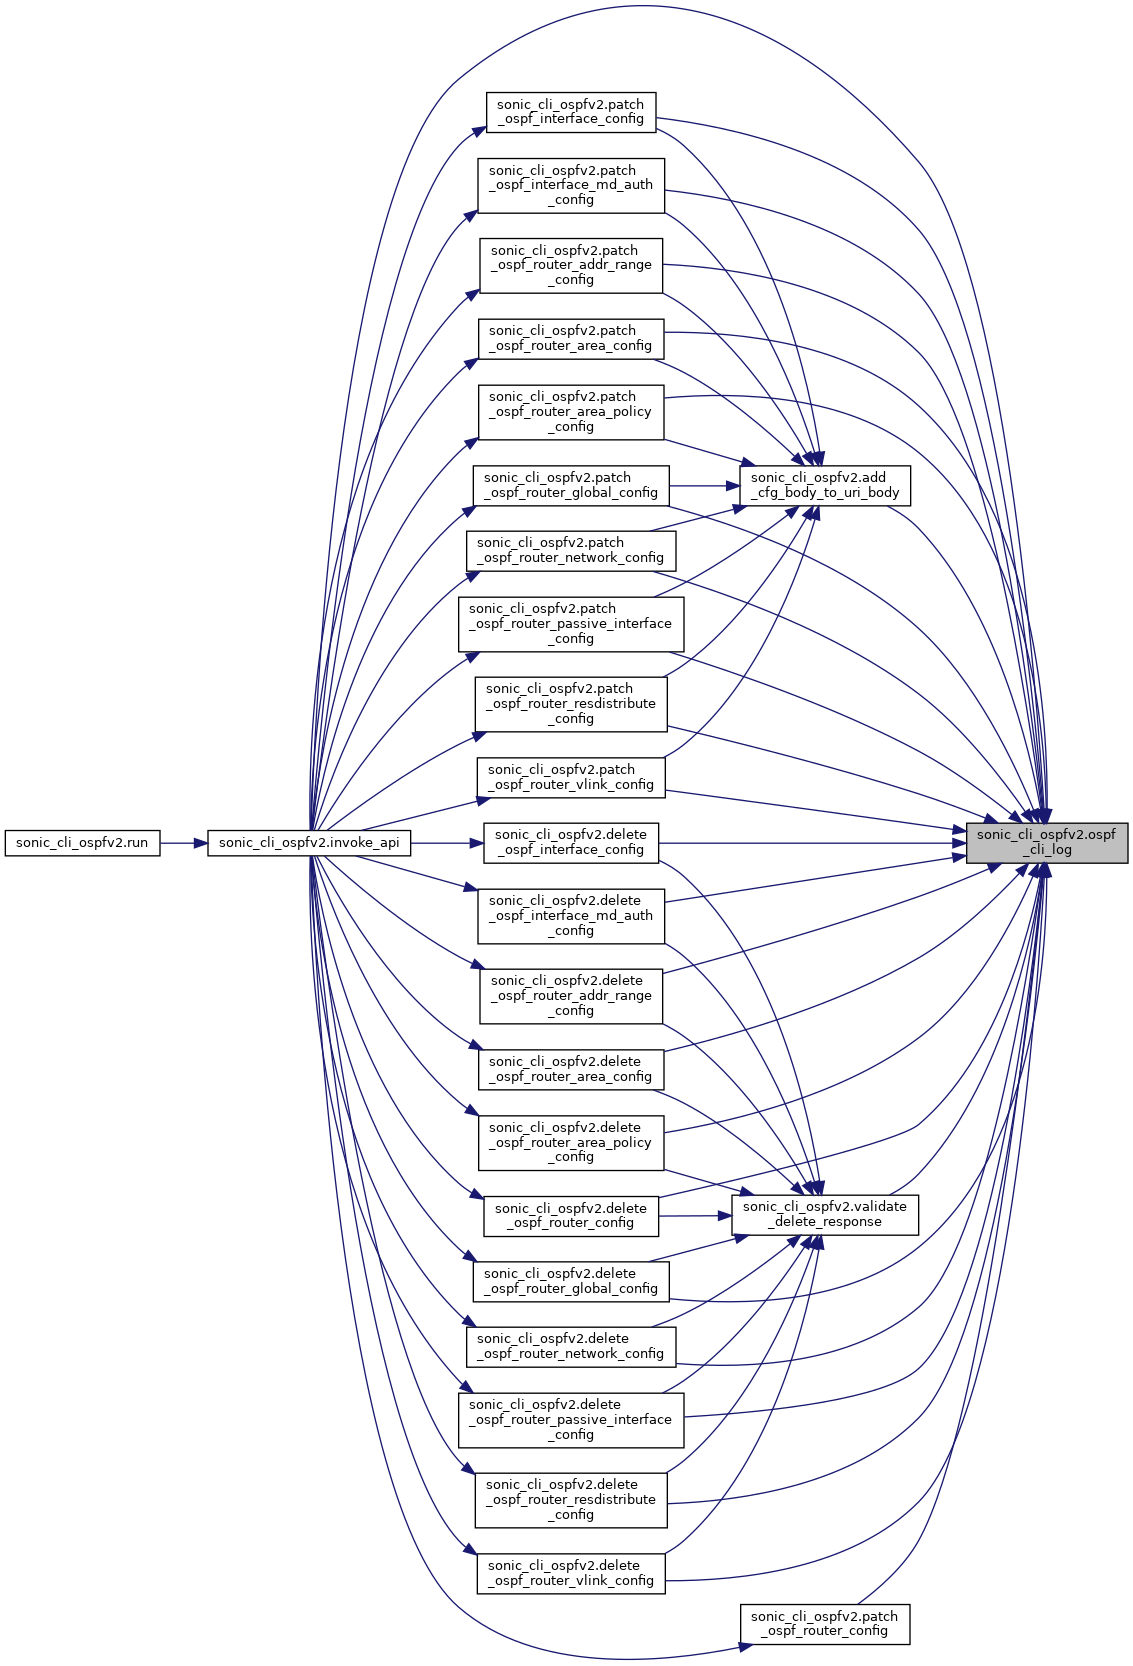 sonic_cli_ospfv2.patch
_ospf_interface_config
sonic_cli_ospfv2.patch
_ospf_interface_md_auth
_config
sonic_cli_ospfv2.patch
_ospf_router_addr_range
_config
sonic_cli_ospfv2.patch
_ospf_router_area_config
sonic_cli_ospfv2.patch
_ospf_router_area_policy
_config
sonic_cli_ospfv2.patch
_ospf_router_global_config
sonic_cli_ospfv2.add
_cfg_body_to_uri_body
sonic_cli_ospfv2.patch
_ospf_router_network_config
sonic_cli_ospfv2.patch
_ospf_router_passive_interface
_config
sonic_cli_ospfv2.patch
_ospf_router_resdistribute
_config
sonic_cli_ospfv2.patch
_ospf_router_vlink_config
sonic_cli_ospfv2.run
sonic_cli_ospfv2.invoke_api
sonic_cli_ospfv2.delete
_ospf_interface_config
sonic_cli_ospfv2.ospf
_cli_log
sonic_cli_ospfv2.delete
_ospf_interface_md_auth
_config
sonic_cli_ospfv2.delete
_ospf_router_addr_range
_config
sonic_cli_ospfv2.delete
_ospf_router_area_config
sonic_cli_ospfv2.delete
_ospf_router_area_policy
_config
sonic_cli_ospfv2.delete
_ospf_router_config
sonic_cli_ospfv2.validate
_delete_response
sonic_cli_ospfv2.delete
_ospf_router_global_config
sonic_cli_ospfv2.delete
_ospf_router_network_config
sonic_cli_ospfv2.delete
_ospf_router_passive_interface
_config
sonic_cli_ospfv2.delete
_ospf_router_resdistribute
_config
sonic_cli_ospfv2.delete
_ospf_router_vlink_config
sonic_cli_ospfv2.patch
_ospf_router_config